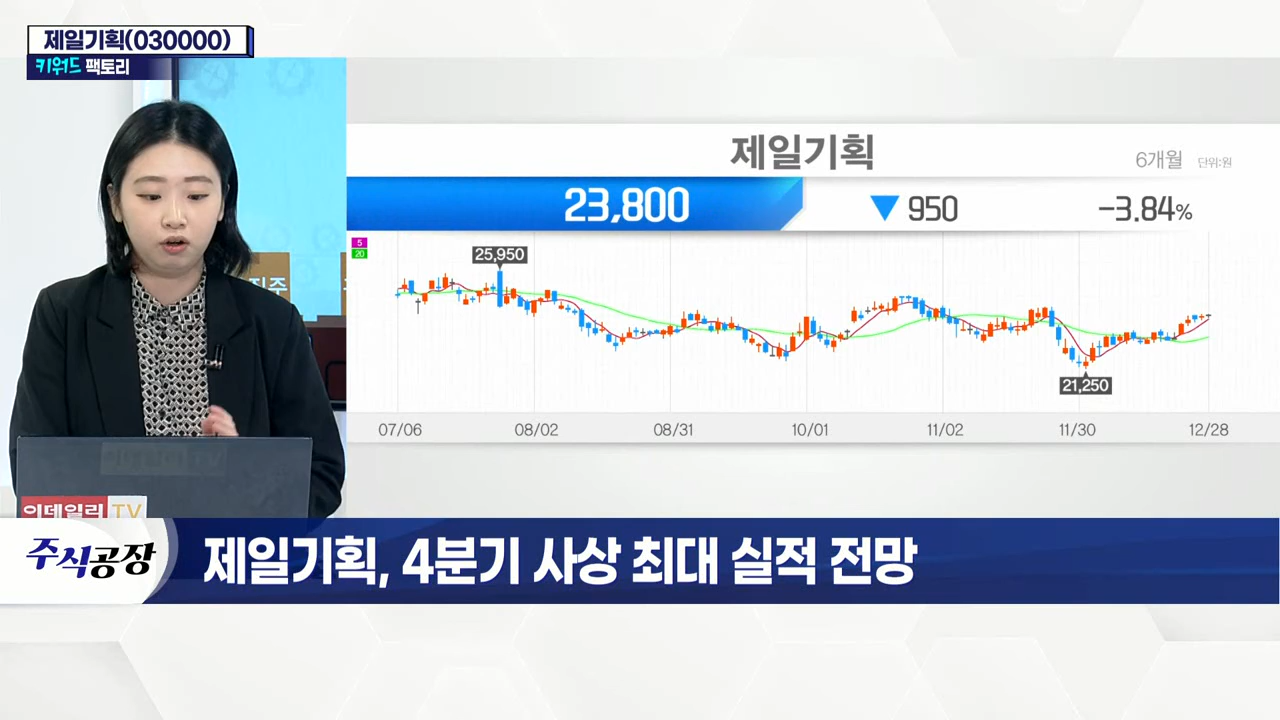 제일기획(030000)
키워드 팩토리
제일기획
6개월 단위:원
23,800
▼ 950
-3.84%
5
20
25,950
21,250
07/06
08/02
08/31
10/01
11/02
11/30
12/28
이데일리 TV
주식공장
제일기획, 4분기 사상 최대 실적 전망